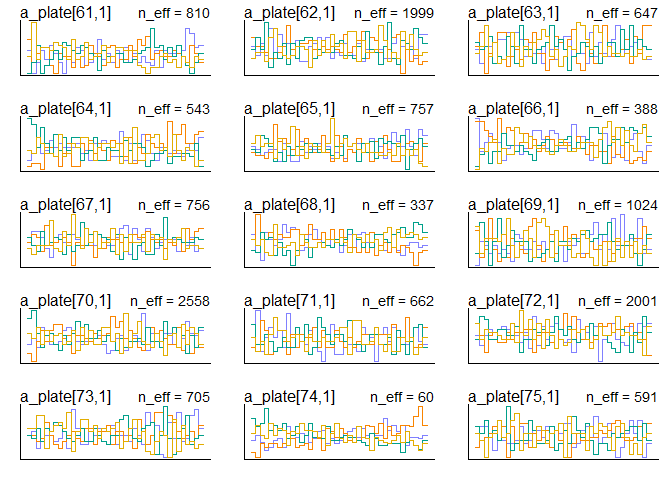 a_plate[61,1] n_eff = 810 a_plate[62,1] n_eff = 1999 a_plate[63,1] n_eff = 647
a_plate[64,1] n_eff = 543 a_plate[65,1] n_eff = 757 a_plate[66,1] n_eff = 388
a_plate[67,1] n_eff = 756 a_plate[68,1] n_eff = 337 a_plate[69,1] n_eff = 1024
a_plate[70,1] n_eff = 2558 a_plate[71,1] n_eff = 662 a_plate[72,1] n_eff = 2001
a_plate[73,1] n_eff = 705 a_plate[74,1] n_eff = 60 a_plate[75,1] n_eff = 591